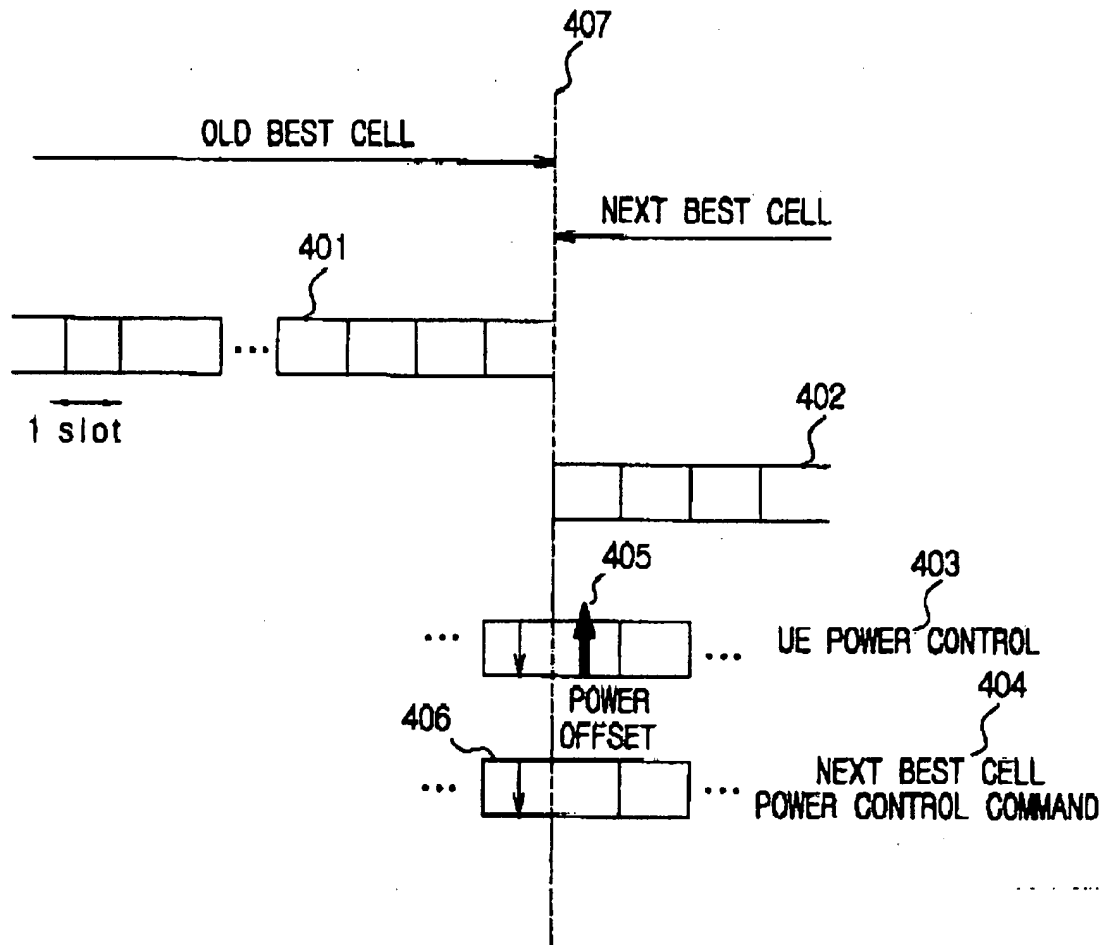 407
OLD BEST CELL
NEXT BEST CELL
401
...
1 slot
402
405
403
... ... UE POWER CONTROL
POWER
OFFSET
404
406
... ... NEXT BEST CELL
POWER CONTROL COMMAND